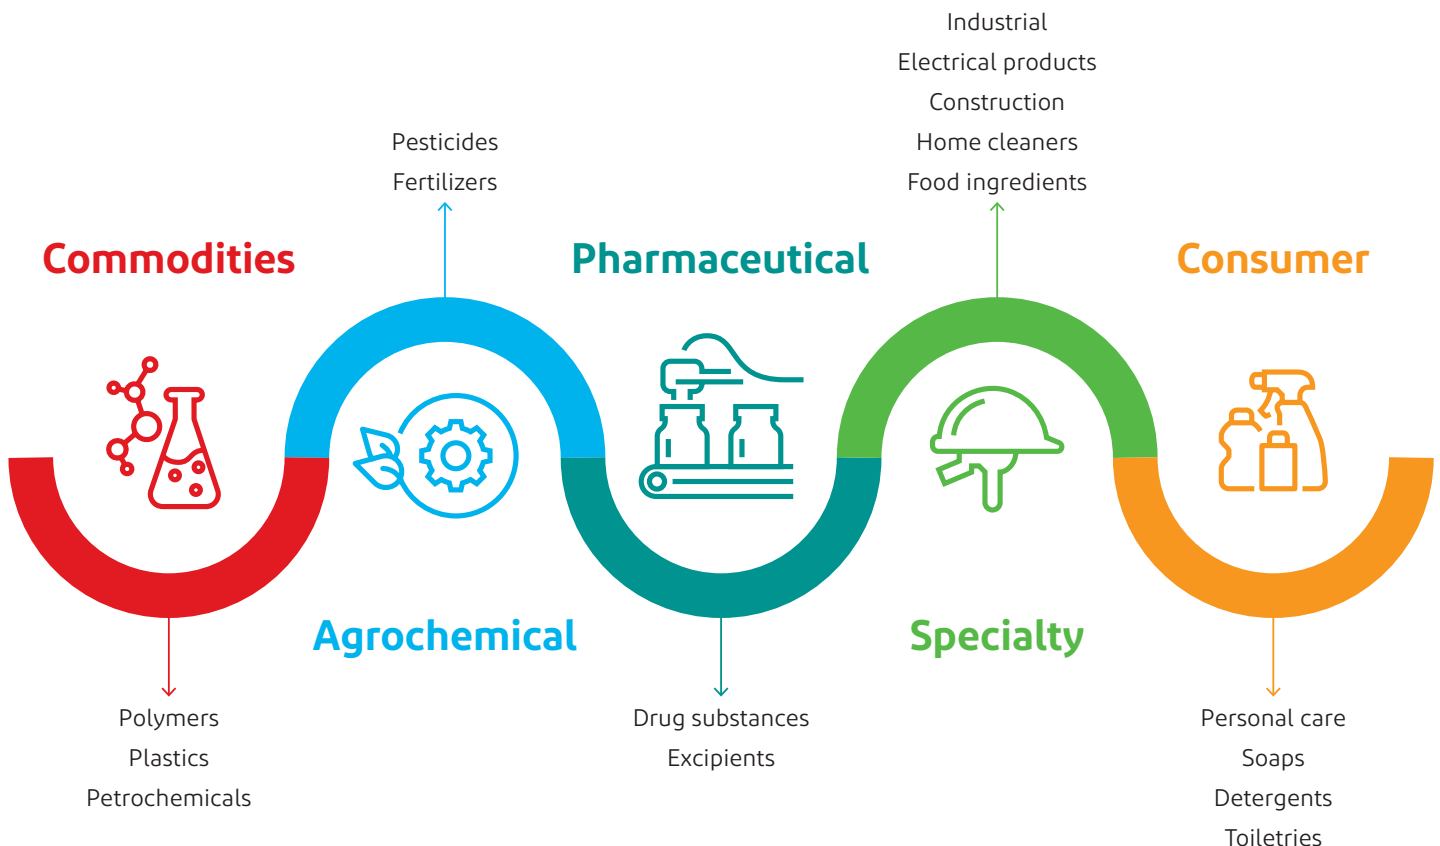 Industrial
Electrical products
Construction
Home cleaners
Food ingredients
Pesticides
Fertilizers
Commodities
Pharmaceutical
Consumer
Agrochemical
Specialty
Polymers
Plastics
Petrochemicals
Drug substances
Excipients
Personal care
Soaps
Detergents
Toiletries